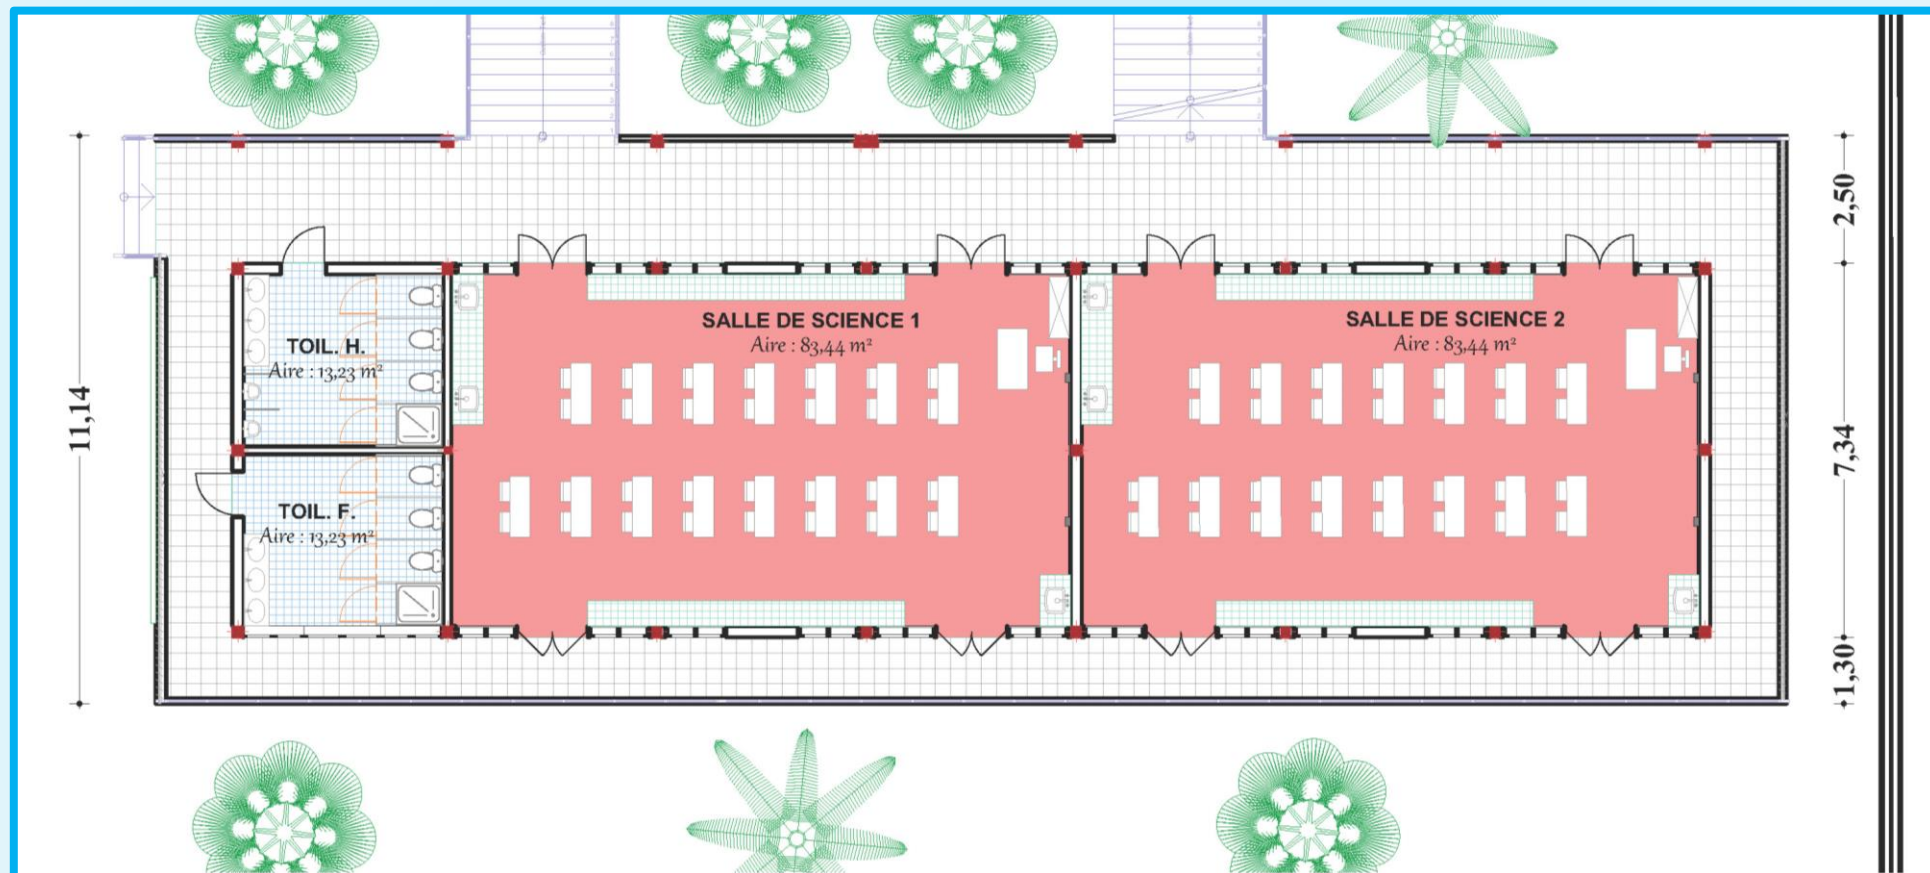 2,50
11,14
SALLE DE SCIENCE 1
Aire : 83,44 m²
SALLE DE SCIENCE 2
Aire : 83,44 m²
TOIL. H.
Aire : 13,23 m²
7,34
TOIL. F.
Aire : 13,23 m²
1,30